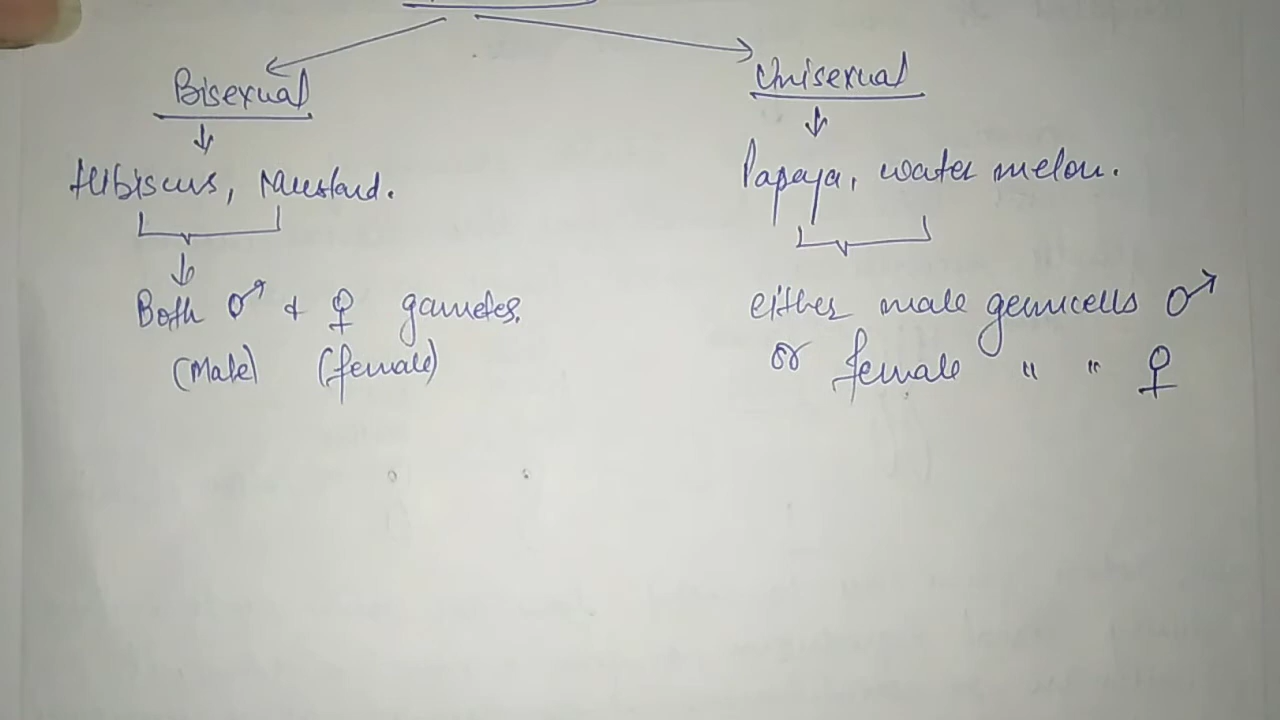 Bisexual
Unisexual
Hibiscus, Mustard.
Papaya, water melon.
Both ♂ + ♀ gametes.
(Male) (female)
either male germcells ♂
or female " " ♀